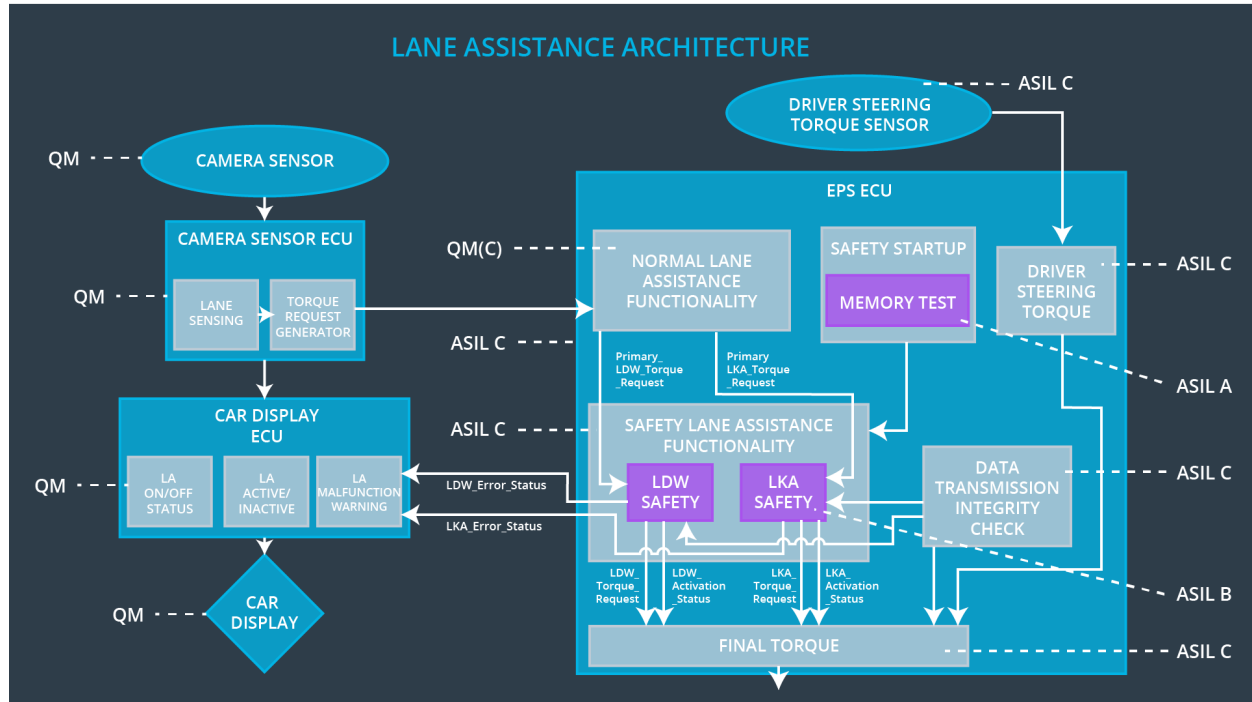 LANE ASSISTANCE ARCHITECTURE
ASIL C
DRIVER STEERING
TORQUE SENSOR
QM
CAMERA SENSOR
EPS ECU
CAMERA SENSOR ECU
QM(C)
NORMAL LANE
ASSISTANCE
FUNCTIONALITY
SAFETY STARTUP
MEMORY TEST
DRIVER
STEERING
TORQUE
ASIL C
QM
LANE
SENSING
TORQUE
REQUEST
GENERATOR
ASIL C
Primary_
LDW_Torque
_Request
Primary
LKA_Torque
_Request
ASIL A
CAR DISPLAY
ECU
ASIL C
SAFETY LANE ASSISTANCE
FUNCTIONALITY
QM
LA
ON/OFF
STATUS
LA
ACTIVE/
INACTIVE
LA
MALFUNCTION
WARNING
LDW_Error_Status
LKA_Error_Status
LDW
SAFETY
LKA
SAFETY
DATA
TRANSMISSION
INTEGRITY
CHECK
ASIL C
LDW_
Torque_
Request
LDW_
Activation
_Status
LKA_
Torque_
Request
LKA_
Activation
_Status
ASIL B
QM
CAR
DISPLAY
FINAL TORQUE
ASIL C